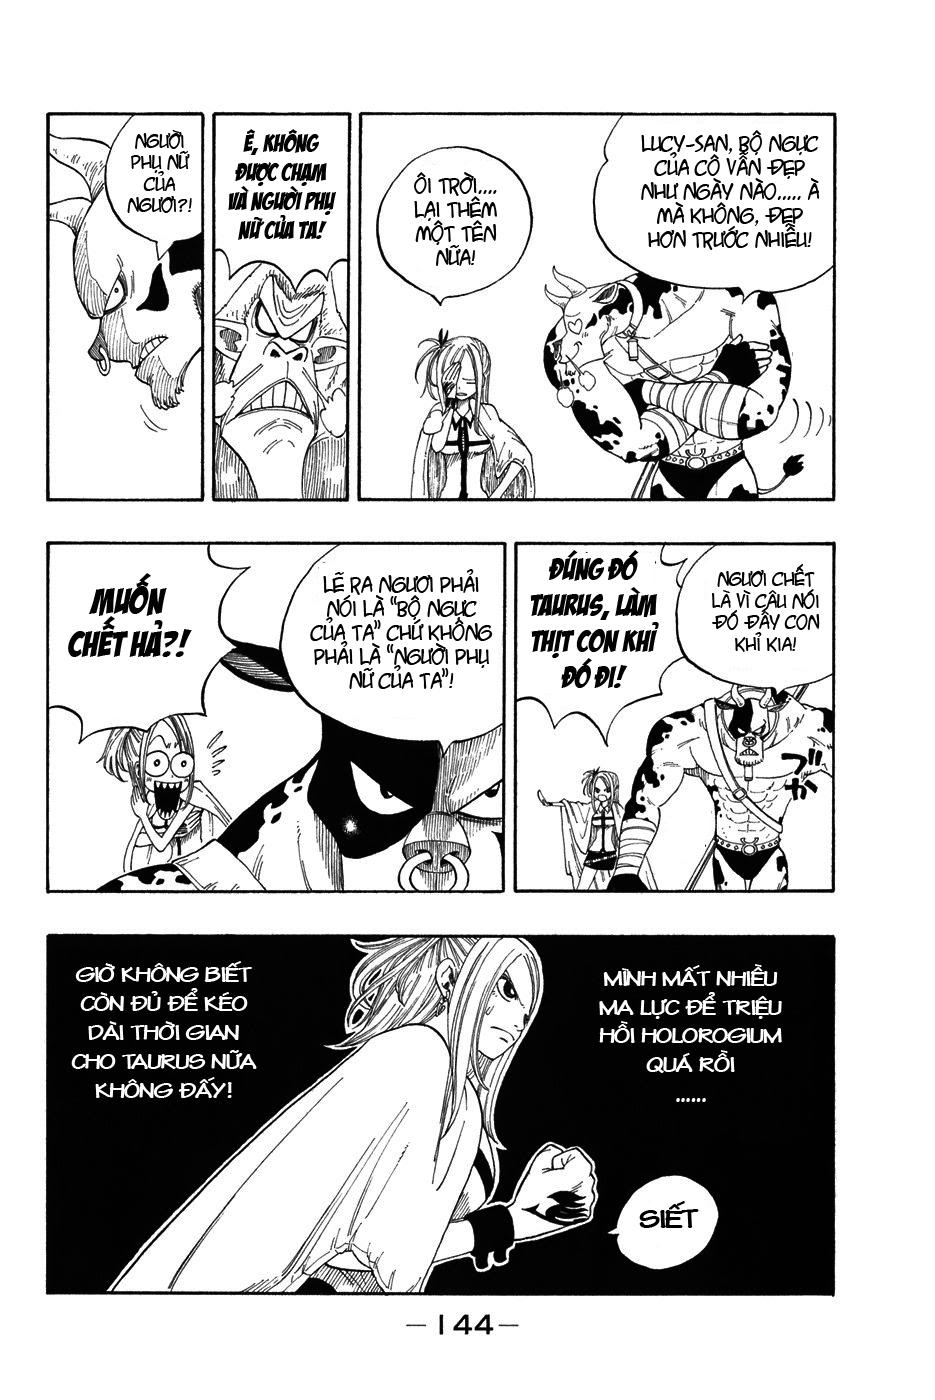 LUCY-SAN, BỘ NGỰC
CỦA CÔ VẪN ĐẸP
NHƯ NGÀY NÀO..... À
MÀ KHÔNG, ĐẸP
HƠN TRƯỚC NHIỀU!
ÔI TRỜI....
LẠI THÊM
MỘT TÊN
NỮA!
Ê, KHÔNG
ĐƯỢC CHẠM
VÀ NGƯỜI PHỤ
NỮ CỦA TA!
NGƯỜI
PHỤ NỮ
CỦA
NGƯƠI?!
NGƯƠI CHẾT
LÀ VÌ CÂU NÓI
ĐÓ ĐẤY CON
KHỈ KIA!
ĐÚNG ĐÓ
TAURUS, LÀM
THỊT CON KHỈ
ĐÓ ĐI!
づか
LẼ RA NGƯƠI PHẢI
NÓI LÀ "BỘ NGỰC
CỦA TA" CHỨ KHÔNG
PHẢI LÀ "NGƯỜI PHỤ
NỮ CỦA TA"!
MUỐN
CHẾT HẢ?!
MÌNH MẤT NHIỀU
MA LỰC ĐỂ TRIỆU
HỒI HOLOROGIUM
QUÁ RỒI
......
GIỜ KHÔNG BIẾT
CÒN ĐỦ ĐỂ KÉO
DÀI THỜI GIAN
CHO TAURUS NỮA
KHÔNG ĐẤY!
SIẾT
— 144 —